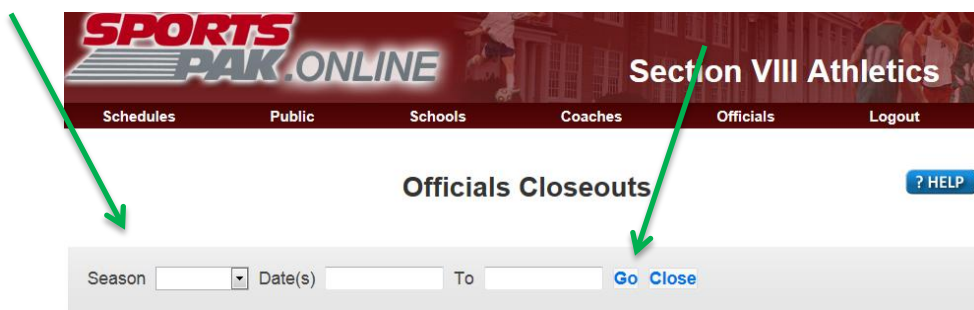 SPORTS
PAK.ONLINE
Section VIII Athletics
Schedules Public Schools Coaches Officials Logout
Officials Closeouts
? HELP
Season Date(s) To Go Close